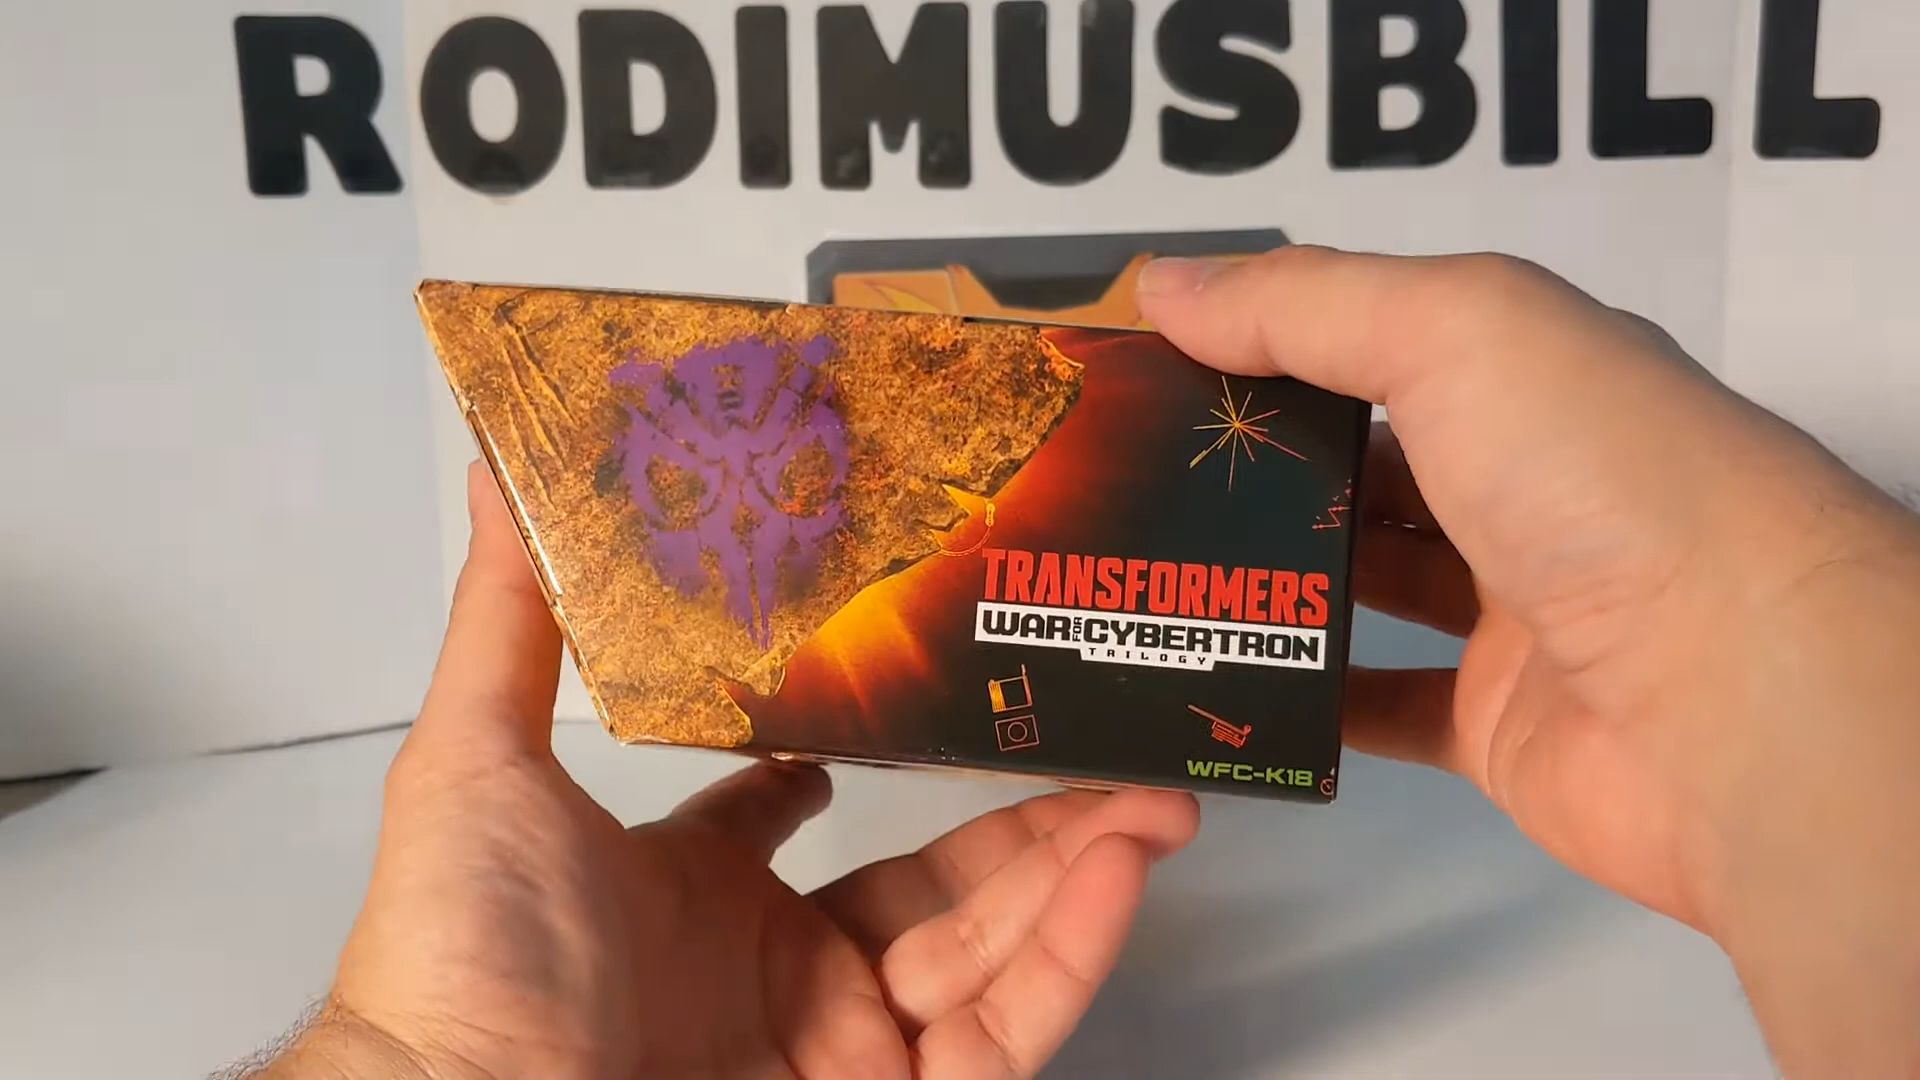 RODIMUSBILL
TRANSFORMERS
WAR FOR CYBERTRON
TRILOGY
WFC-K18